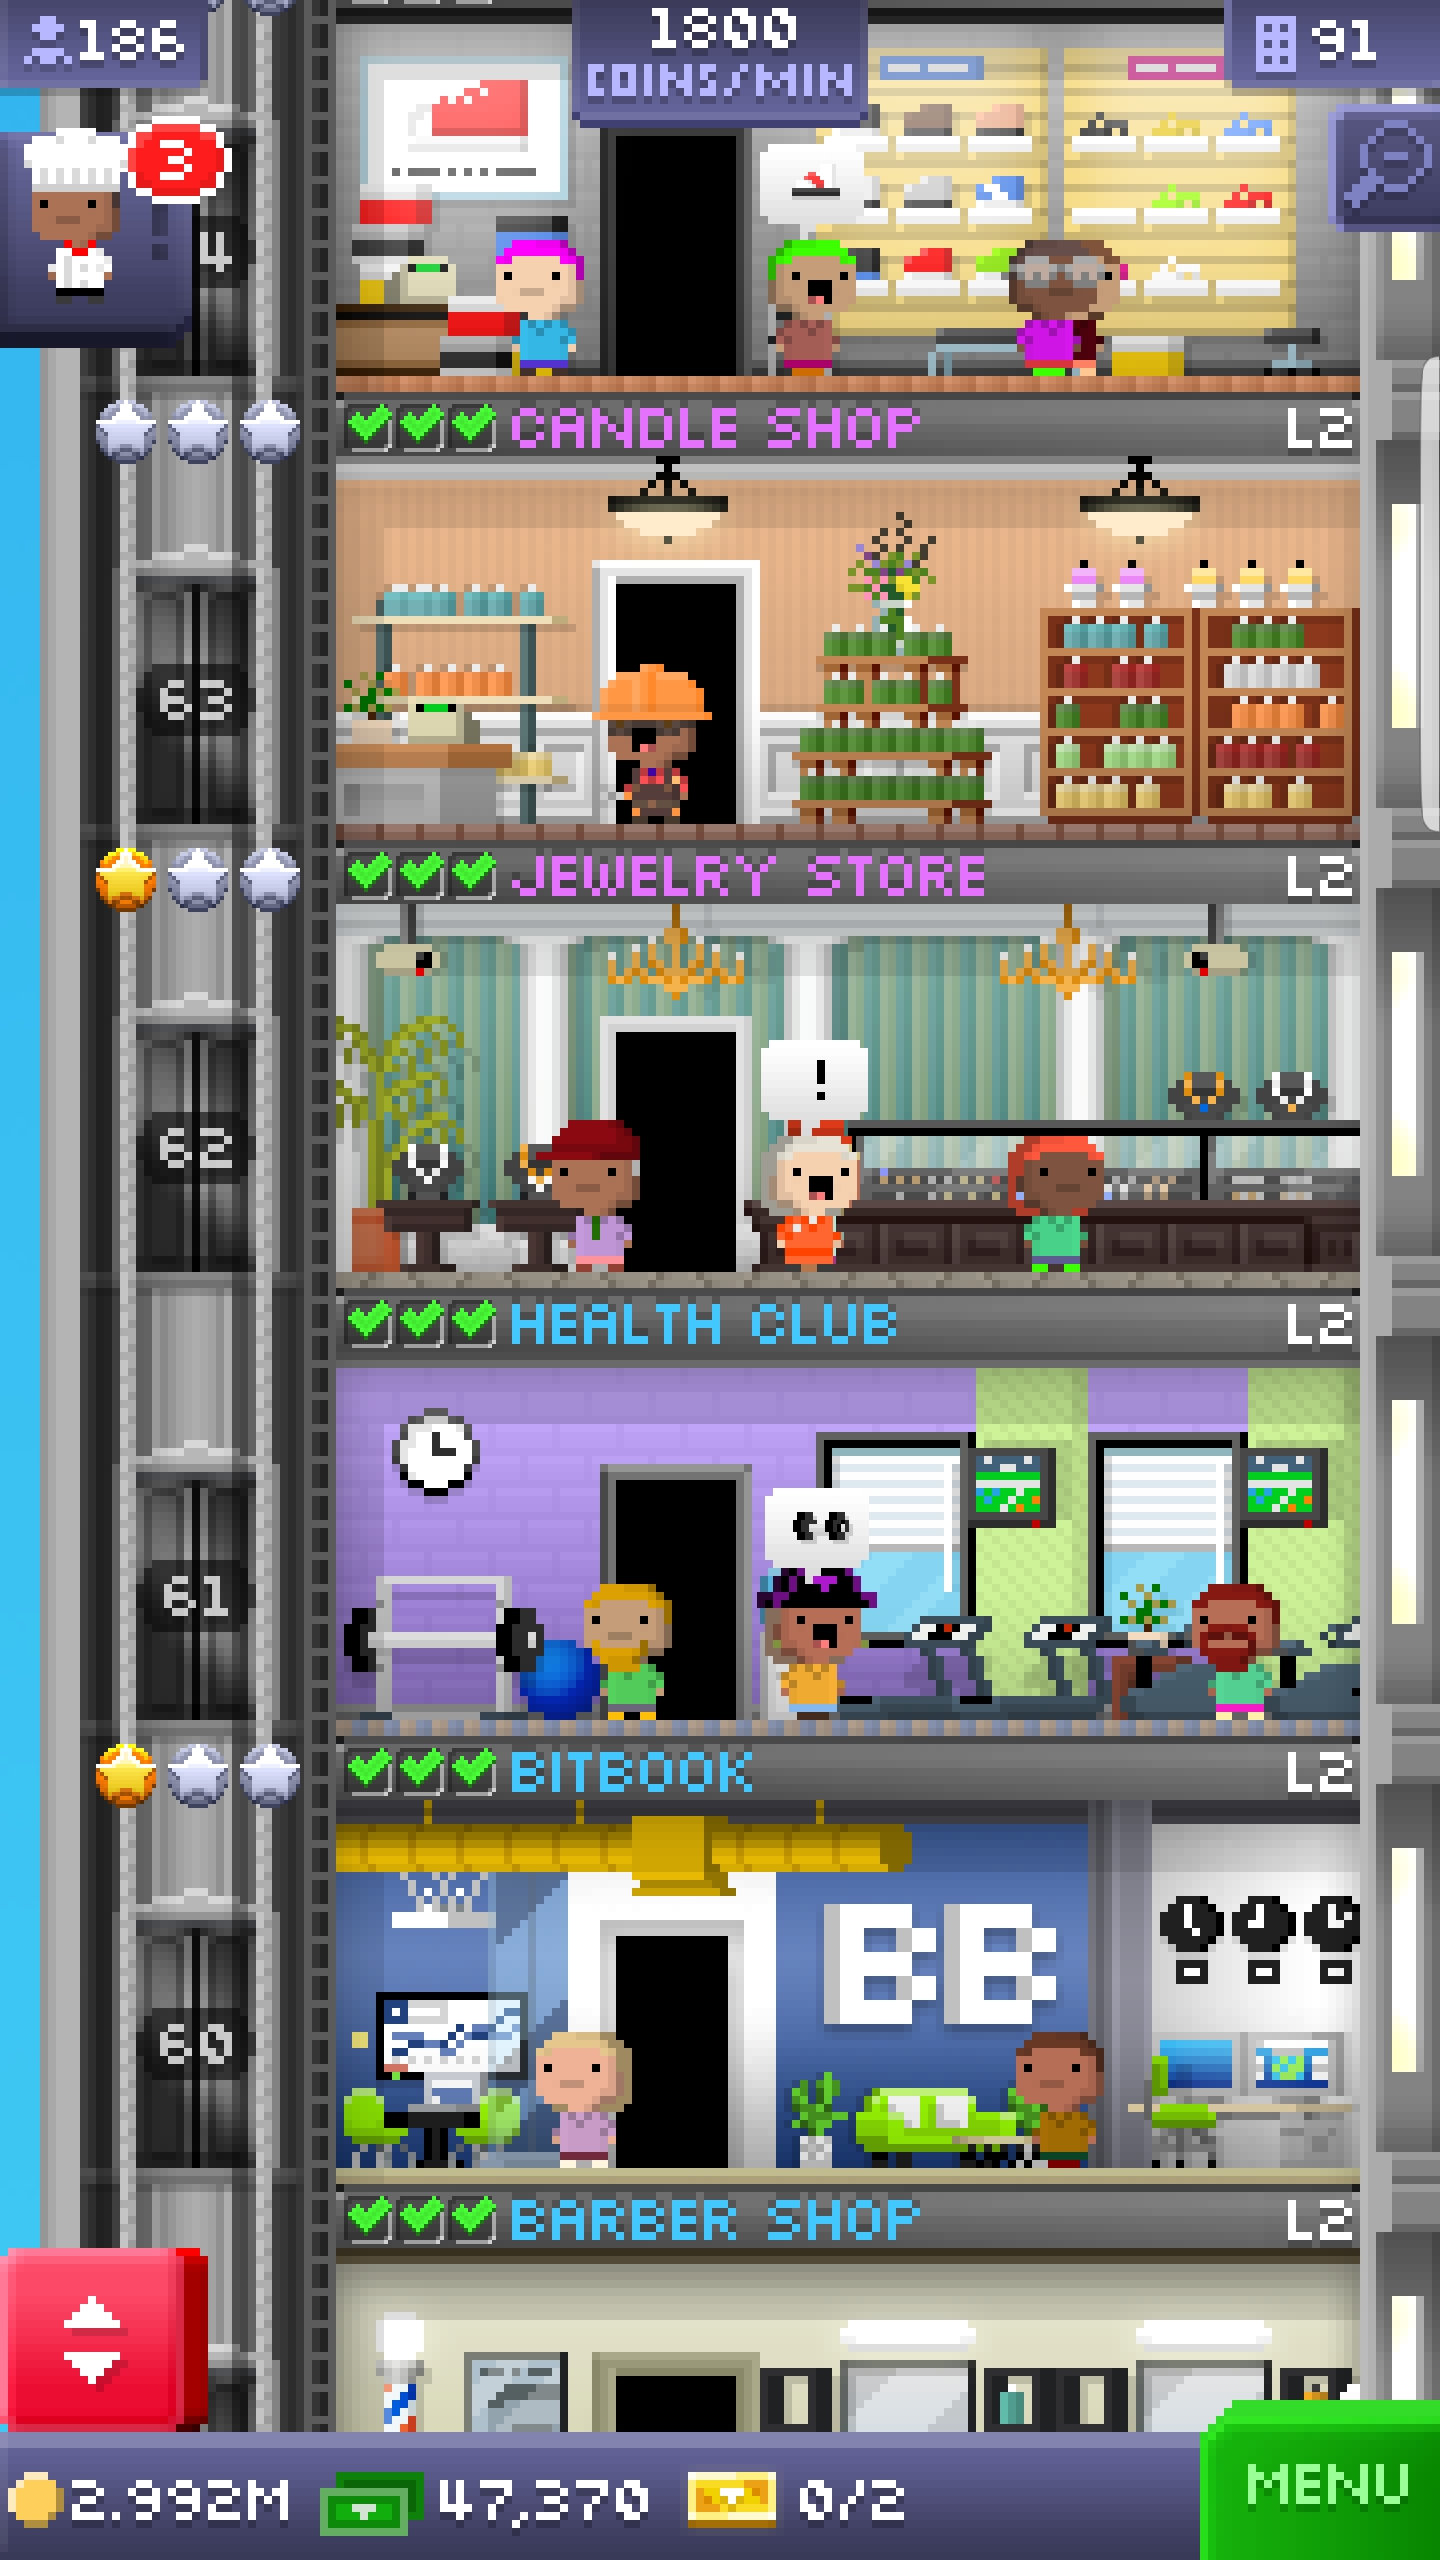 186
1800
COINS/MIN
91
3
4
CANDLE SHOP L2
63
JEWELRY STORE L2
62
!
HEALTH CLUB L2
61
BITBOOK L2
BB
60
BARBER SHOP L2
2.992M 47,370 0/2
MENU